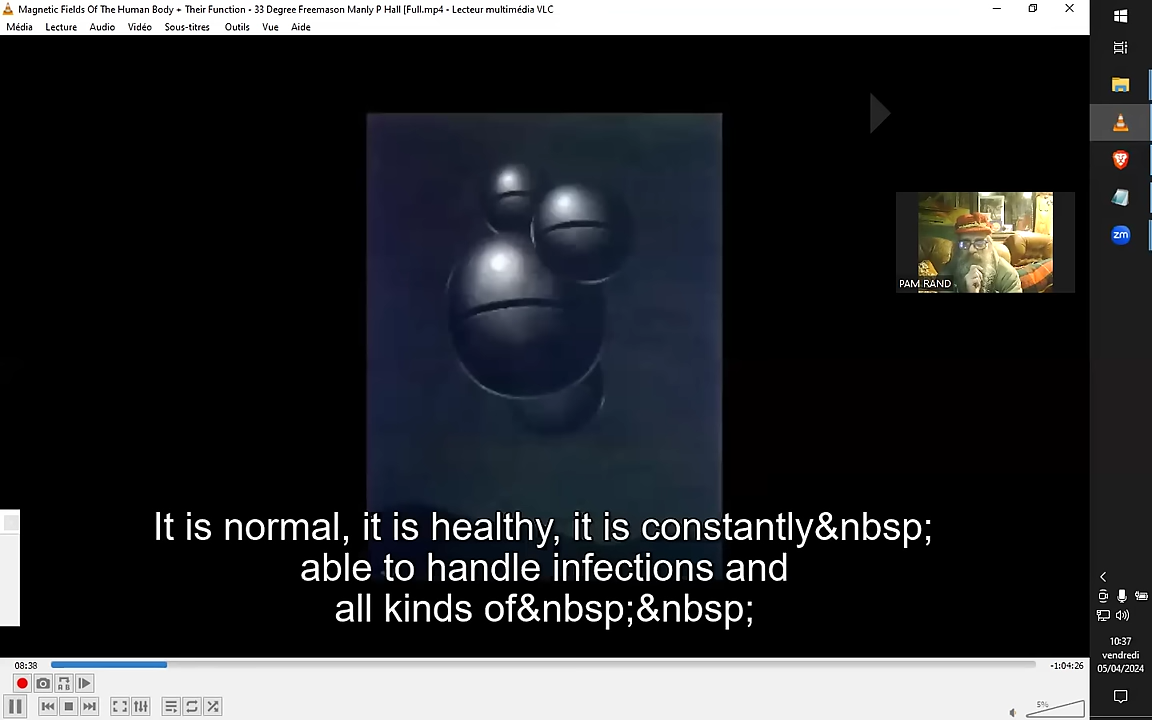 Magnetic Fields Of The Human Body + Their Function - 33 Degree Freemason Manly P Hall [Full.mp4 - Lecteur multimédia VLC
Média Lecture Audio Vidéo Sous-titres Outils Vue Aide
PAM RAND
zm
It is normal, it is healthy, it is constantly&nbsp;
able to handle infections and
all kinds of&nbsp;&nbsp;
08:38
-1:04:26
5%
10:37
vendredi
05/04/2024